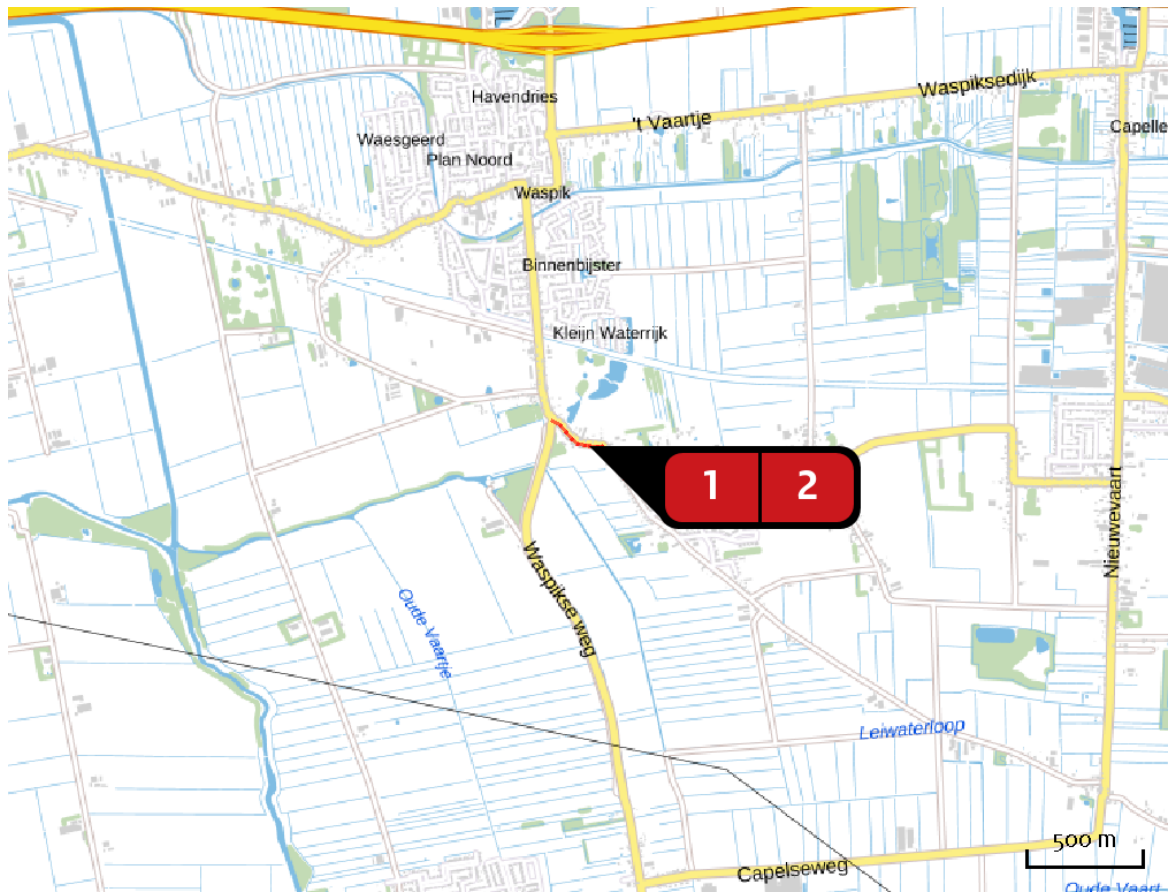 Havendries
Waspiksedijk
't Vaartje
Capelle
Waesgeerd
Plan Noord
Waspik
Binnenbijster
Kleijn Waterrijk
1 2
Nieuwevaart
Waspikse weg
Oude Vaartje
Leiwaterloop
500 m
Capelseweg
Oude Vaart